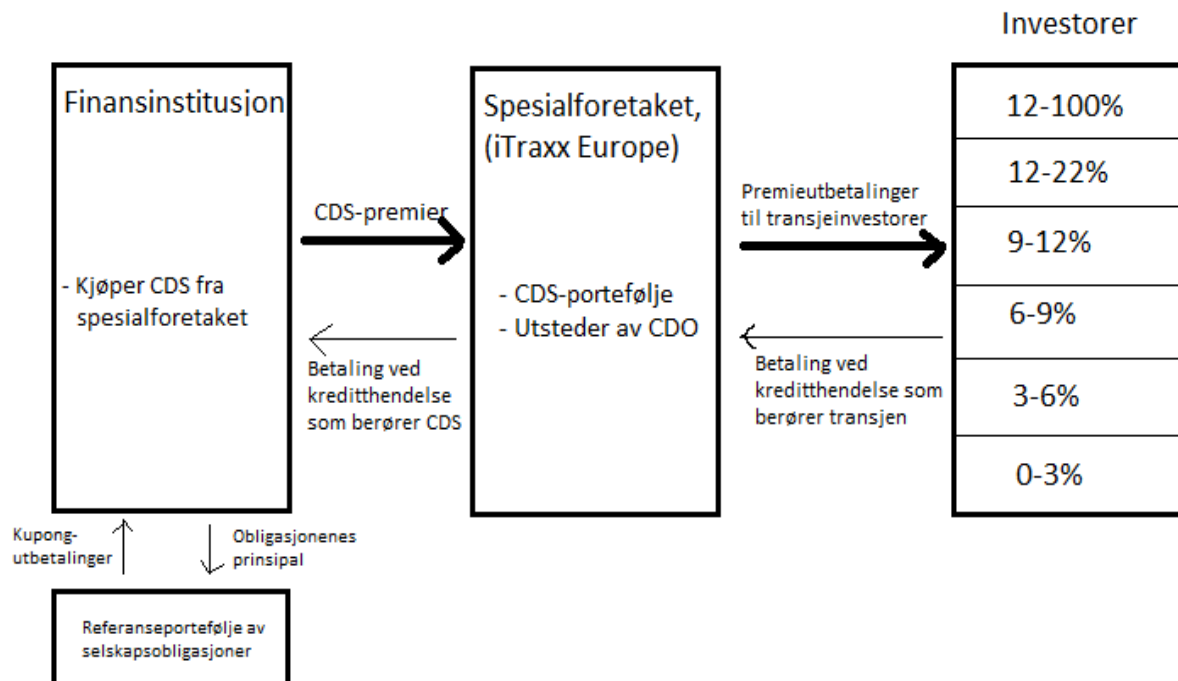 Investorer
Finansinstitusjon
- Kjøper CDS fra
spesialforetaket
CDS-premier
Betaling ved
kreditthendelse
som berører CDS
Spesialforetaket,
(iTraxx Europe)
- CDS-portefølje
- Utsteder av CDO
Premieutbetalinger
til transjeinvestorer
Betaling ved
kreditthendelse som
berører transjen
12-100%
12-22%
9-12%
6-9%
3-6%
0-3%
Kupong-
utbetalinger
Obligasjonenes
prinsipal
Referanseportefølje av
selskapsobligasjoner